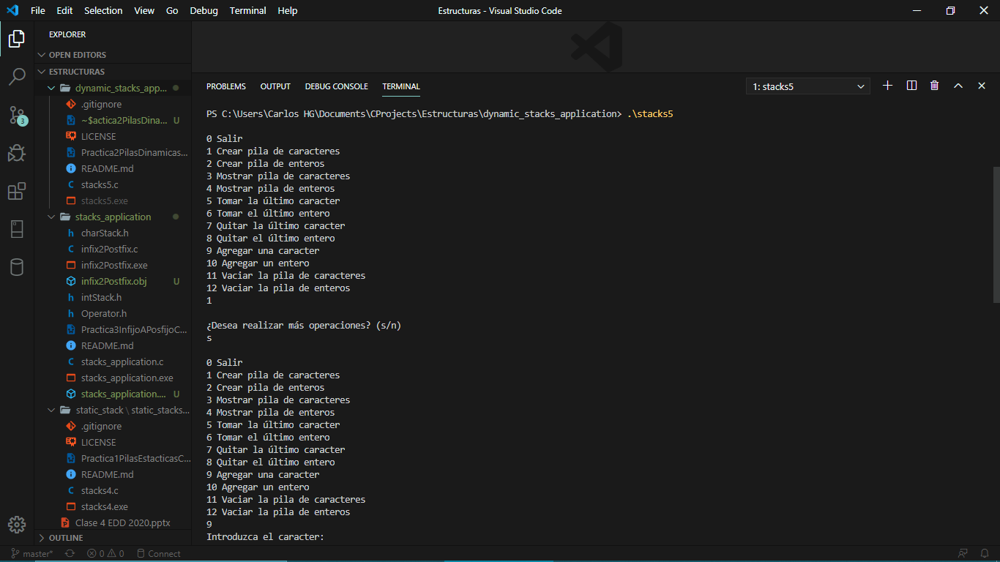 File Edit Selection View Go Debug Terminal Help
Estructuras - Visual Studio Code
EXPLORER
OPEN EDITORS
ESTRUCTURAS
dynamic_stacks_app...
.gitignore
~$actica2PilasDina... U
LICENSE
Practica2PilasDinamicas...
README.md
stacks5.c
stacks5.exe
stacks_application
charStack.h
infix2Postfix.c
infix2Postfix.exe
infix2Postfix.obj U
intStack.h
Operator.h
Practica3InfijoAPosfijoC...
README.md
stacks_application.c
stacks_application.exe
stacks_application.... U
static_stack \ static_stacks...
.gitignore
LICENSE
Practica1PilasEstacticasC...
README.md
stacks4.c
stacks4.exe
Clase 4 EDD 2020.pptx
OUTLINE
3
PROBLEMS OUTPUT DEBUG CONSOLE TERMINAL
1: stacks5
PS C:\Users\Carlos HG\Documents\CProjects\Estructuras\dynamic_stacks_application> .\stacks5
0 Salir
1 Crear pila de caracteres
2 Crear pila de enteros
3 Mostrar pila de caracteres
4 Mostrar pila de enteros
5 Tomar la último caracter
6 Tomar el último entero
7 Quitar la último caracter
8 Quitar el último entero
9 Agregar una caracter
10 Agregar un entero
11 Vaciar la pila de caracteres
12 Vaciar la pila de enteros
1
¿Desea realizar más operaciones? (s/n)
s
0 Salir
1 Crear pila de caracteres
2 Crear pila de enteros
3 Mostrar pila de caracteres
4 Mostrar pila de enteros
5 Tomar la último caracter
6 Tomar el último entero
7 Quitar la último caracter
8 Quitar el último entero
9 Agregar una caracter
10 Agregar un entero
11 Vaciar la pila de caracteres
12 Vaciar la pila de enteros
9
Introduzca el caracter:
master* 0 0 Connect